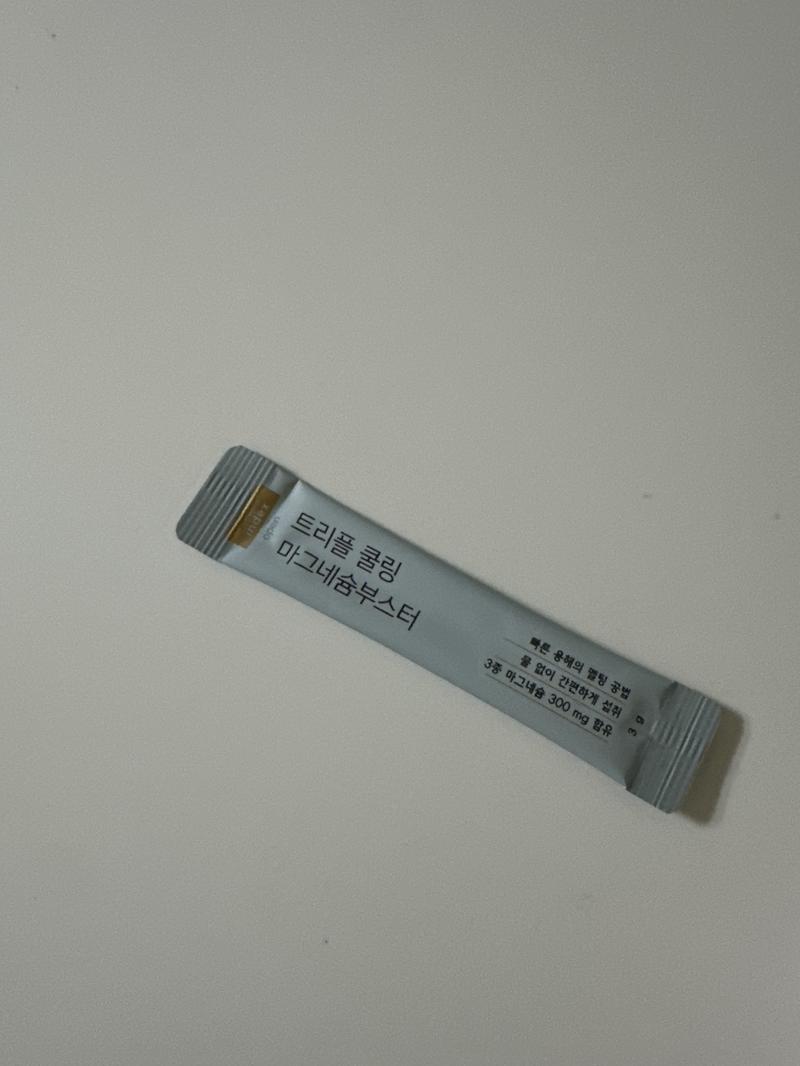 index
트리플 쿨링
마그네슘부스터
빠른 용해의 멜팅 공법
물 없이 간편하게 섭취
3종 마그네슘 300 mg 함유
3 g